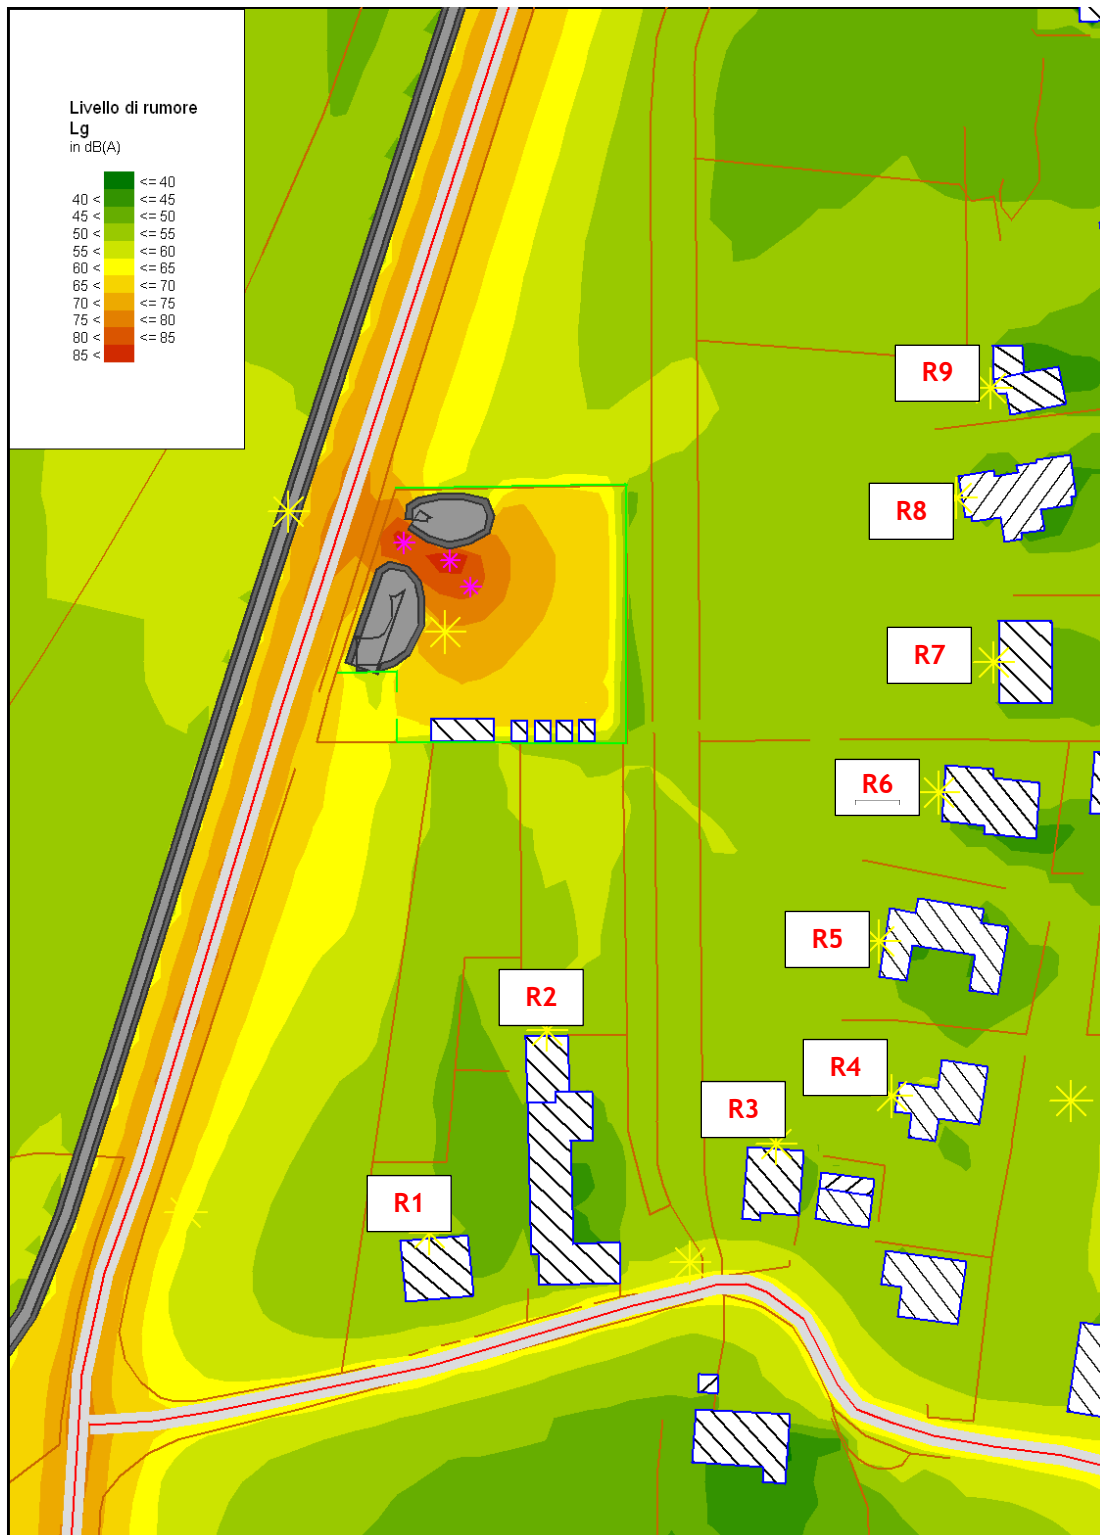 Livello di rumore
Lg
in dB(A)
<= 40
40 < <= 45
45 < <= 50
50 < <= 55
55 < <= 60
60 < <= 65
65 < <= 70
70 < <= 75
75 < <= 80
80 < <= 85
85 <
R9
R8
R7
R6
R5
R2
R4
R3
R1